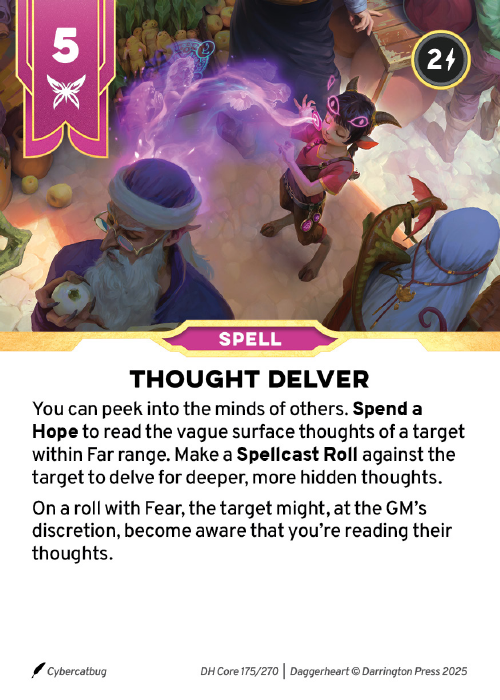 5
2
SPELL
THOUGHT DELVER
You can peek into the minds of others. Spend a
Hope to read the vague surface thoughts of a target
within Far range. Make a Spellcast Roll against the
target to delve for deeper, more hidden thoughts.
On a roll with Fear, the target might, at the GM’s
discretion, become aware that you’re reading their
thoughts.
Cybercatbug
DH Core 175/270 | Daggerheart © Darrington Press 2025